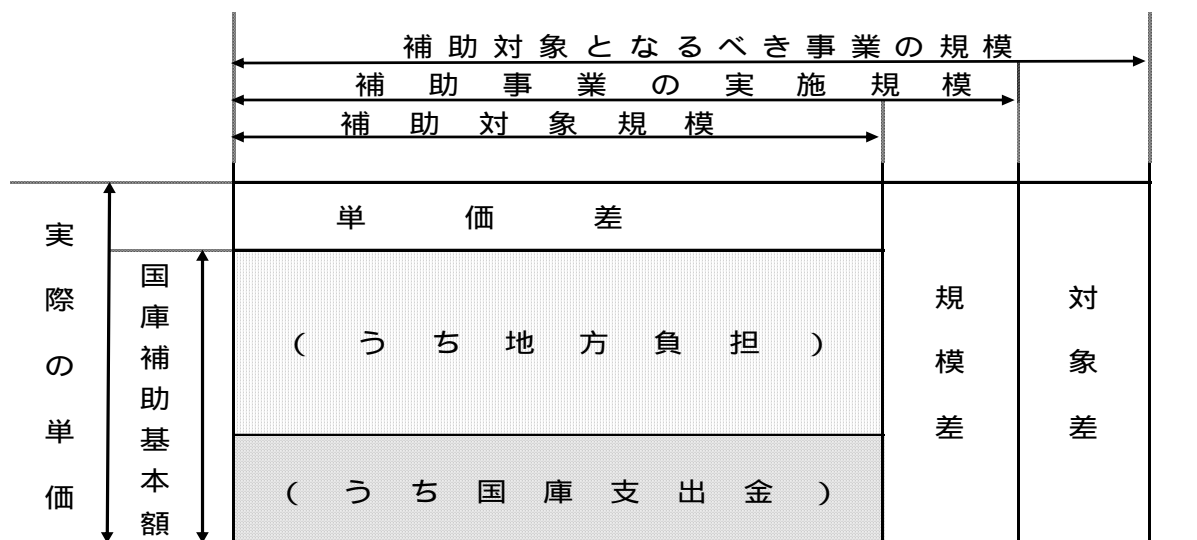 補助対象となるべき事業の規模
補助事業の実施規模
補助対象規模
単価差
実際の単価
国庫補助基本額
(うち地方負担)
規模差
対象差
(うち国庫支出金)